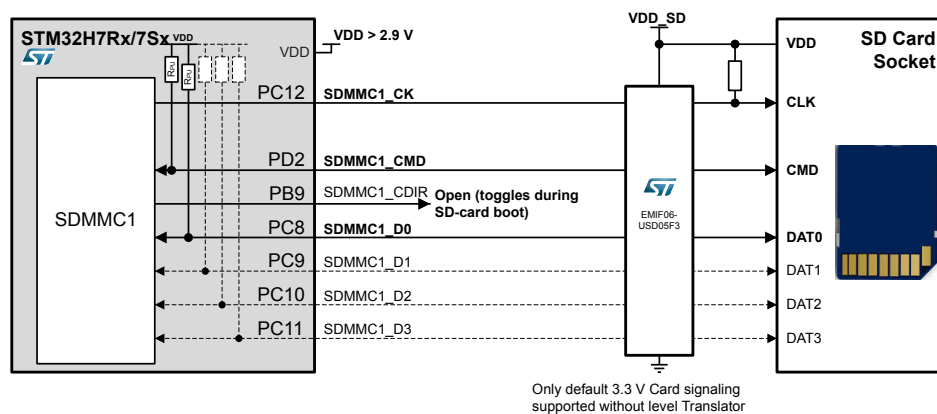 STM32H7Rx/7Sx
VDD
VDD
VDD > 2.9 V
VDD_SD
VDD
SD Card
Socket
ST
RPU
RPU
PC12
SDMMC1_CK
CLK
PD2
SDMMC1_CMD
CMD
PB9
SDMMC1_CDIR
Open (toggles during
SD-card boot)
SDMMC1
ST
EMIF06-
USD05F3
PC8
SDMMC1_D0
DAT0
PC9
SDMMC1_D1
DAT1
PC10
SDMMC1_D2
DAT2
PC11
SDMMC1_D3
DAT3
Only default 3.3 V Card signaling
supported without level Translator